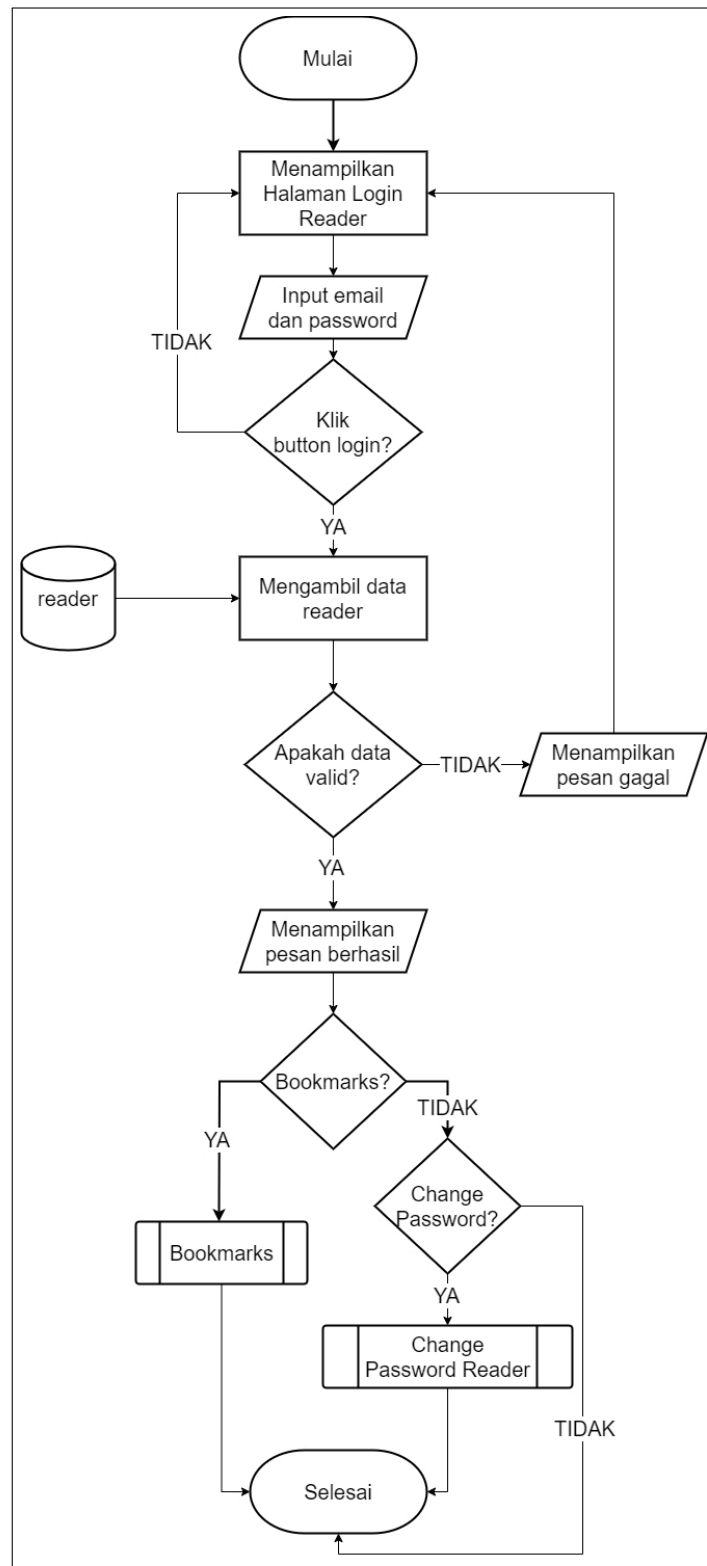 Mulai
Menampilkan
Halaman Login
Reader
Input email
dan password
TIDAK
Klik
button login?
YA
reader
Mengambil data
reader
Apakah data
valid?
TIDAK
Menampilkan
pesan gagal
YA
Menampilkan
pesan berhasil
Bookmarks?
TIDAK
YA
Change
Password?
Bookmarks
YA
Change
Password Reader
TIDAK
Selesai